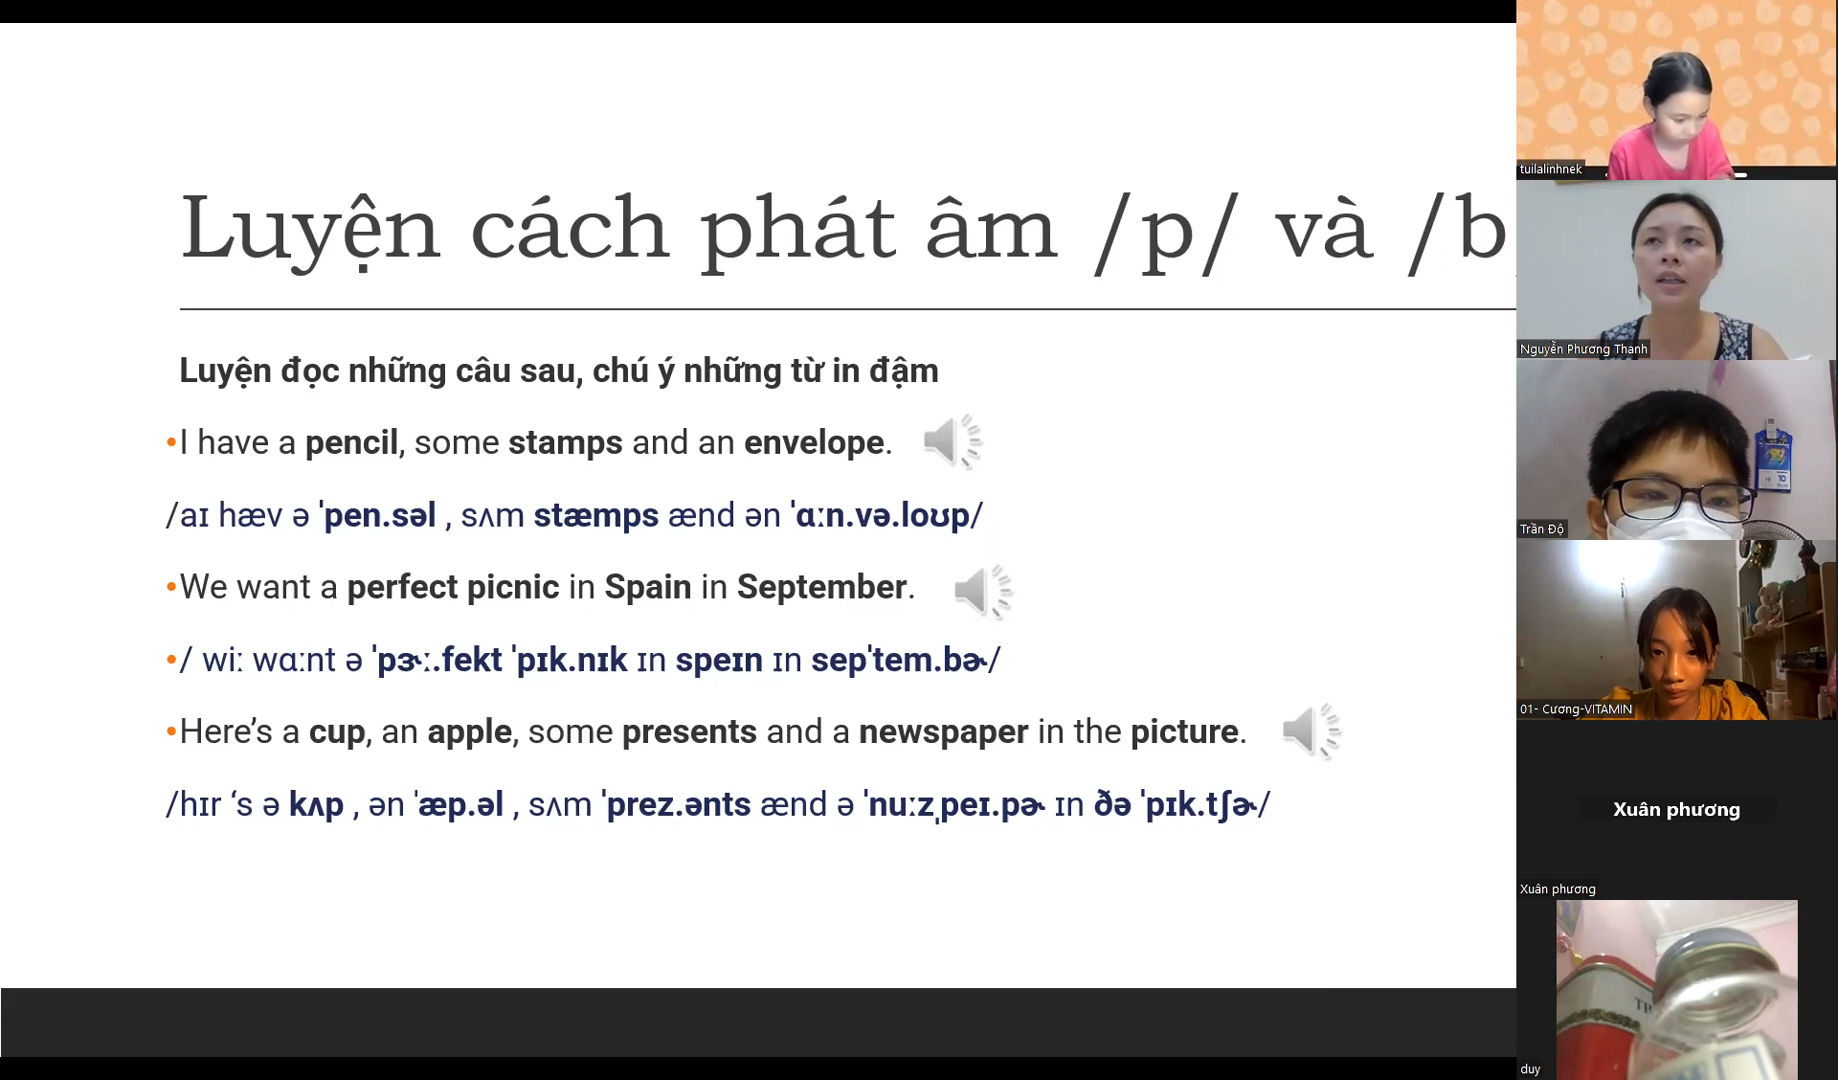 Luyện cách phát âm /p/ và /b
Luyện đọc những câu sau, chú ý những từ in đậm
•I have a pencil, some stamps and an envelope.
/aɪ hæv ə ˈpen.səl , sʌm stæmps ænd ən ˈɑːn.və.loʊp/
•We want a perfect picnic in Spain in September.
•/ wiː wɑːnt ə ˈpɝː.fekt ˈpɪk.nɪk ɪn speɪn ɪn sepˈtem.bɚ/
•Here’s a cup, an apple, some presents and a newspaper in the picture.
/hɪr ‘s ə kʌp , ən ˈæp.əl , sʌm ˈprez.ənts ænd ə ˈnuːzˌpeɪ.pɚ ɪn ðə ˈpɪk.tʃɚ/
tuilalinhnek
Nguyễn Phương Thanh
Trần Độ
01- Cương-VITAMIN
Xuân phương
Xuân phương
duy